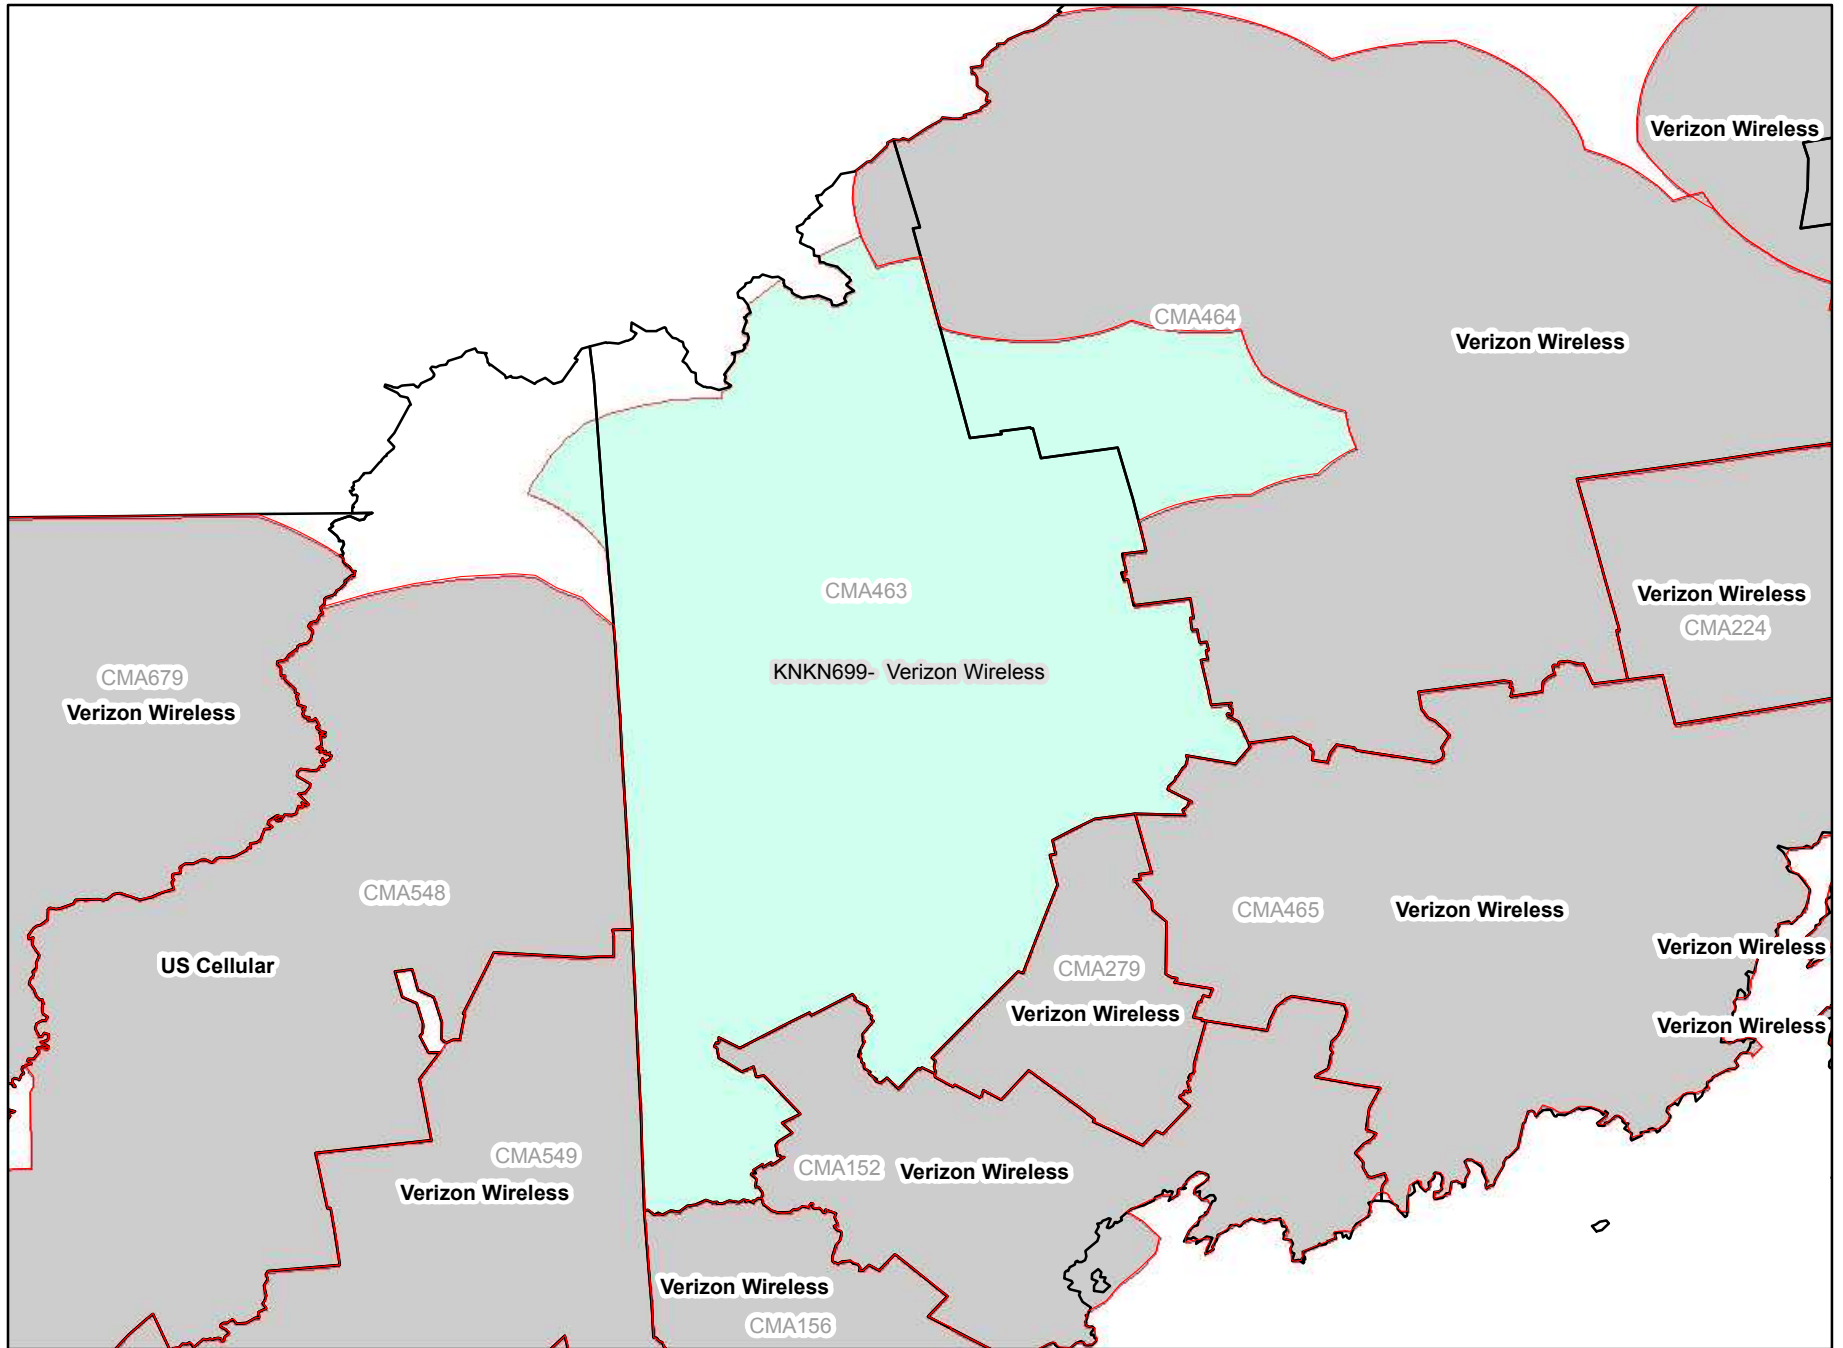 Verizon Wireless
CMA464
Verizon Wireless
CMA463
Verizon Wireless
CMA224
KNKN699- Verizon Wireless
CMA679
Verizon Wireless
CMA548
CMA465
Verizon Wireless
Verizon Wireless
US Cellular
CMA279
Verizon Wireless
Verizon Wireless
CMA549
Verizon Wireless
CMA152
Verizon Wireless
Verizon Wireless
CMA156